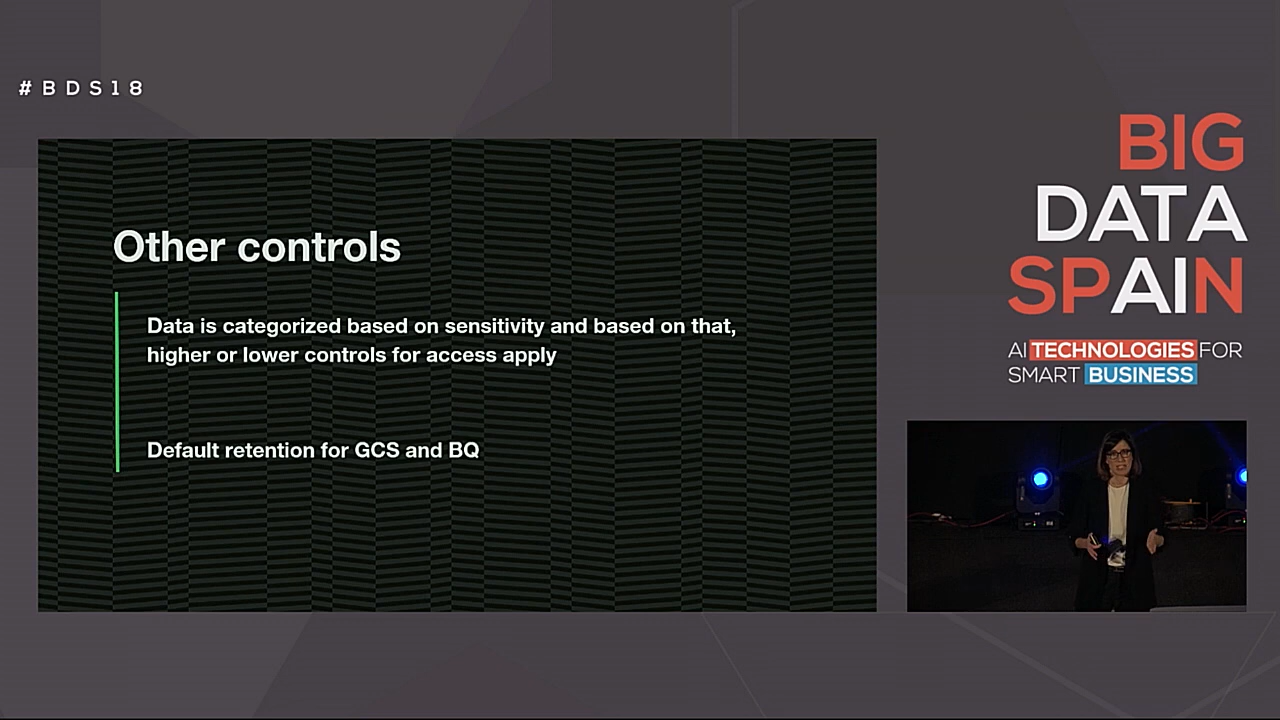 #BDS18
Other controls
Data is categorized based on sensitivity and based on that,
higher or lower controls for access apply
Default retention for GCS and BQ
BIG
DATA
SPAIN
AI TECHNOLOGIES FOR
SMART BUSINESS